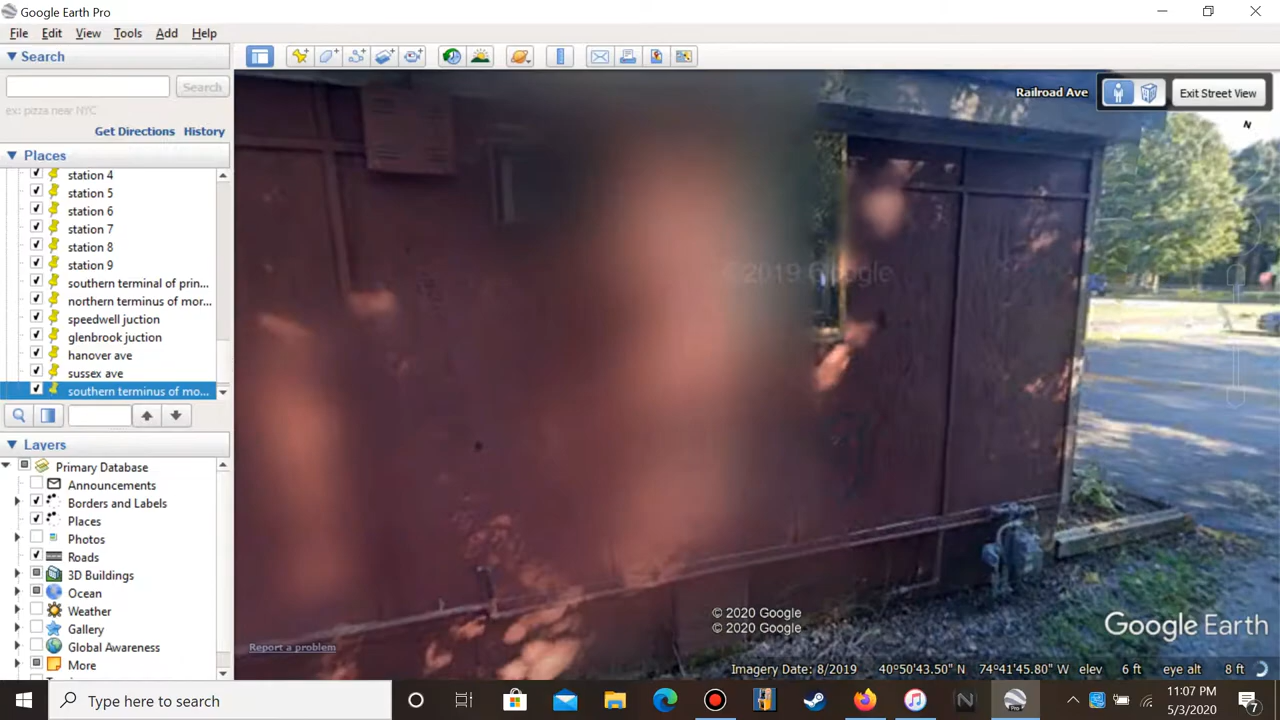 Google Earth Pro
File Edit View Tools Add Help
Search
Search
ex: pizza near NYC
Get Directions History
Places
station 4
station 5
station 6
station 7
station 8
station 9
southern terminal of prin...
northern terminus of mor...
speedwell juction
glenbrook juction
hanover ave
sussex ave
southern terminus of mo...
Layers
Primary Database
Announcements
Borders and Labels
Places
Photos
Roads
3D Buildings
Ocean
Weather
Gallery
Global Awareness
More
Railroad Ave
Exit Street View
N
© 2019 Google
© 2020 Google
© 2020 Google
Google Earth
Report a problem
Imagery Date: 8/2019 40°50'43.50" N 74°41'45.80" W elev 6 ft eye alt 8 ft
Type here to search
Pro
N
11:07 PM
5/3/2020
7